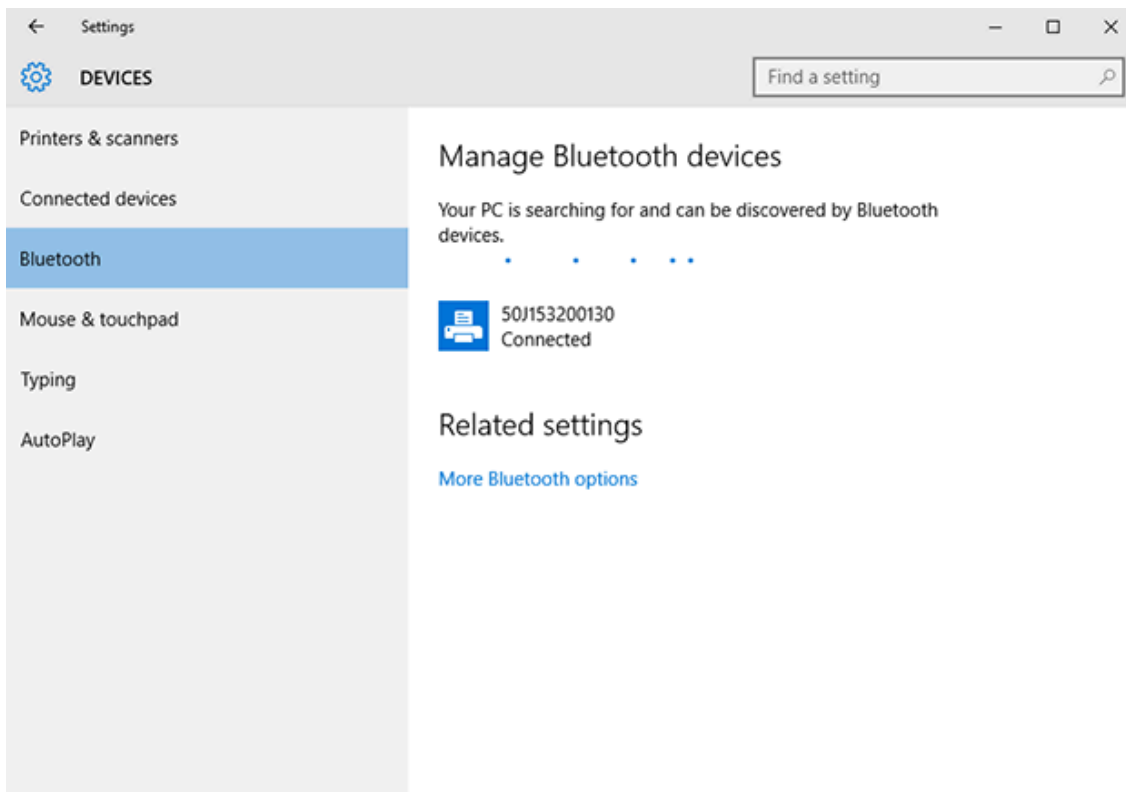 Settings
DEVICES
Find a setting
Printers & scanners
Connected devices
Bluetooth
Mouse & touchpad
Typing
AutoPlay
Manage Bluetooth devices
Your PC is searching for and can be discovered by Bluetooth
devices.
50J153200130
Connected
Related settings
More Bluetooth options